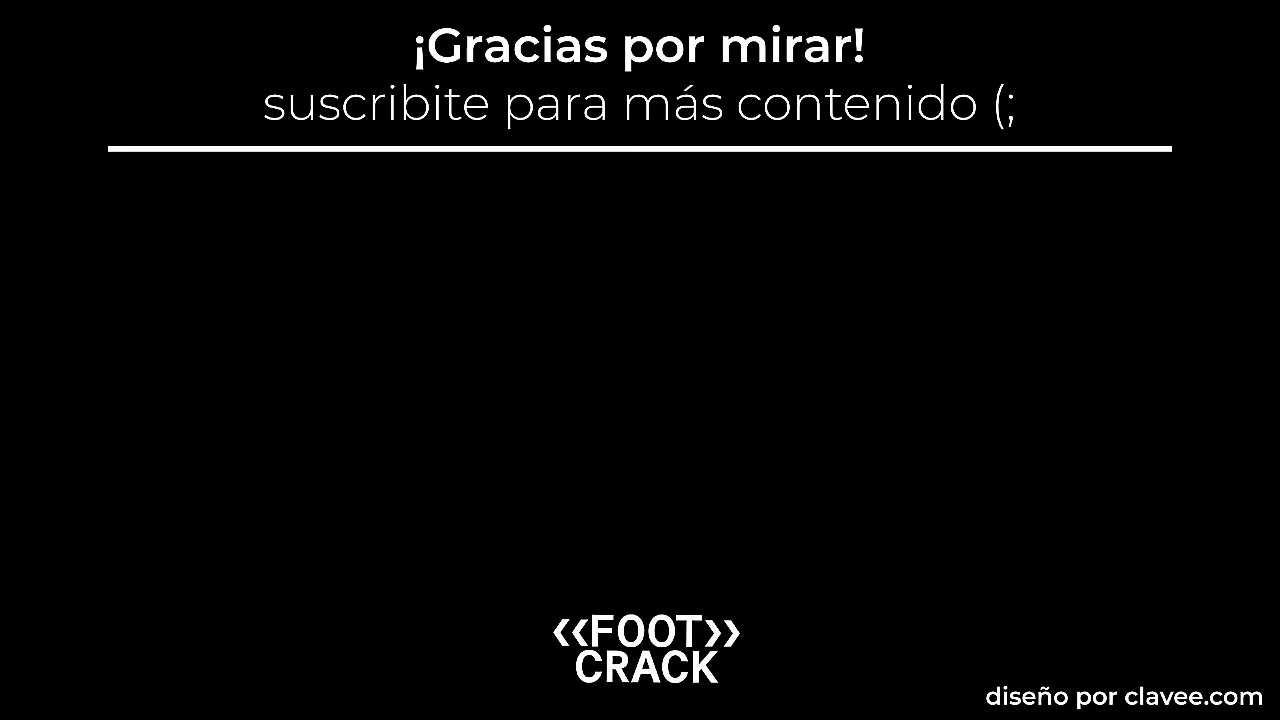 ¡Gracias por mirar!
suscribite para más contenido (;
‹‹FOOT››
CRACK
diseño por clavee.com